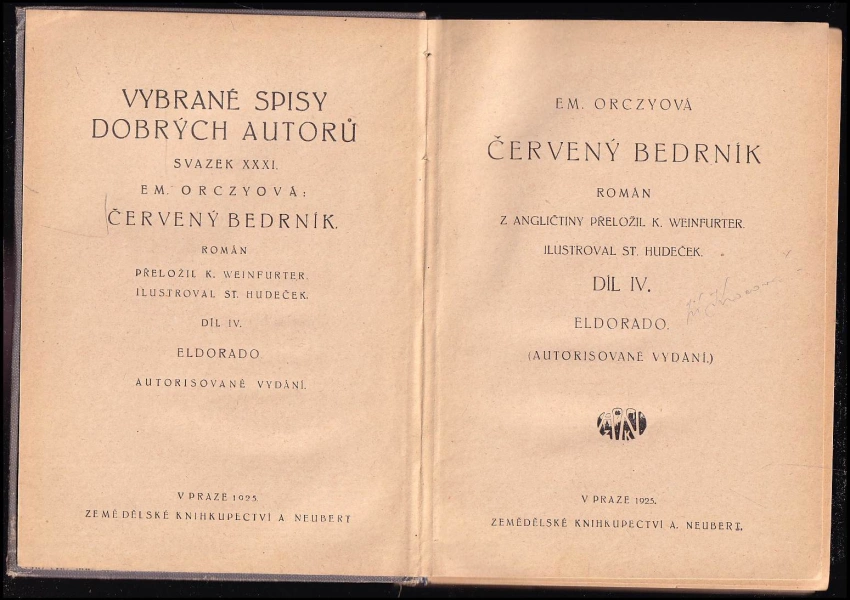 VYBRANÉ SPISY
DOBRÝCH AUTORŮ
SVAZEK XXXI.
EM. ORCZYOVÁ:
ČERVENÝ BEDRNÍK.
ROMÁN
PŘELOŽIL K. WEINFURTER.
ILUSTROVAL ST. HUDEČEK.
DÍL IV.
ELDORADO.
AUTORISOVANÉ VYDÁNÍ.
V PRAZE 1925.
ZEMĚDĚLSKÉ KNIHKUPECTVÍ A NEUBERT
EM. ORCZYOVÁ
ČERVENÝ BEDRNÍK
ROMÁN
Z ANGLIČTINY PŘELOŽIL K. WEINFURTER.
ILUSTROVAL ST. HUDEČEK.
DÍL IV.
ELDORADO.
(AUTORISOVANÉ VYDÁNÍ.)
V PRAZE 1925.
ZEMĚDĚLSKÉ KNIHKUPECTVÍ A. NEUBERT.